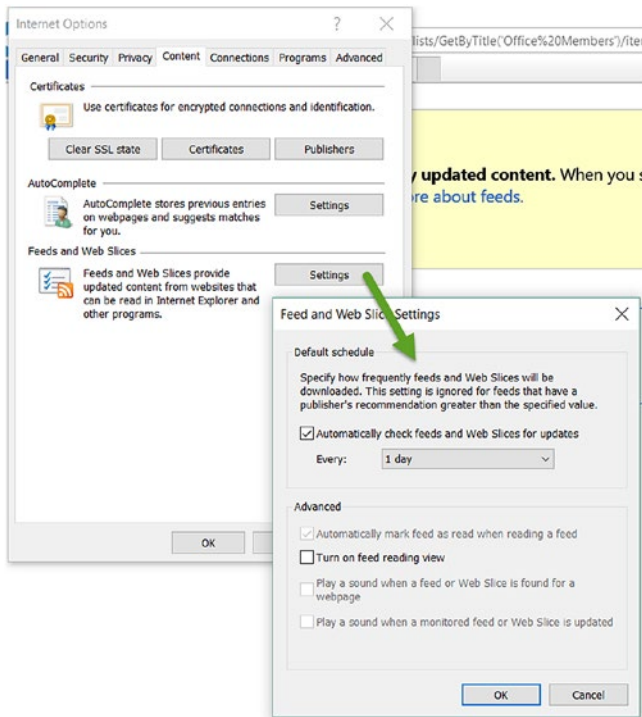 Internet Options
?
lists/GetByTitle('Office%20Members')/ite
General Security Privacy Content Connections Programs Advanced
Certificates
Use certificates for encrypted connections and identification.
Clear SSL state Certificates Publishers
AutoComplete
AutoComplete stores previous entries
on webpages and suggests matches
for you.
Settings
Feeds and Web Slices
Feeds and Web Slices provide
updated content from websites that
can be read in Internet Explorer and
other programs.
Settings
OK
updated content. When you s
re about feeds.
Feed and Web Slice Settings
Default schedule
Specify how frequently feeds and Web Slices will be
downloaded. This setting is ignored for feeds that have a
publisher's recommendation greater than the specified value.
Automatically check feeds and Web Slices for updates
Every: 1 day
Advanced
Automatically mark feed as read when reading a feed
Turn on feed reading view
Play a sound when a feed or Web Slice is found for a
webpage
Play a sound when a monitored feed or Web Slice is updated
OK Cancel